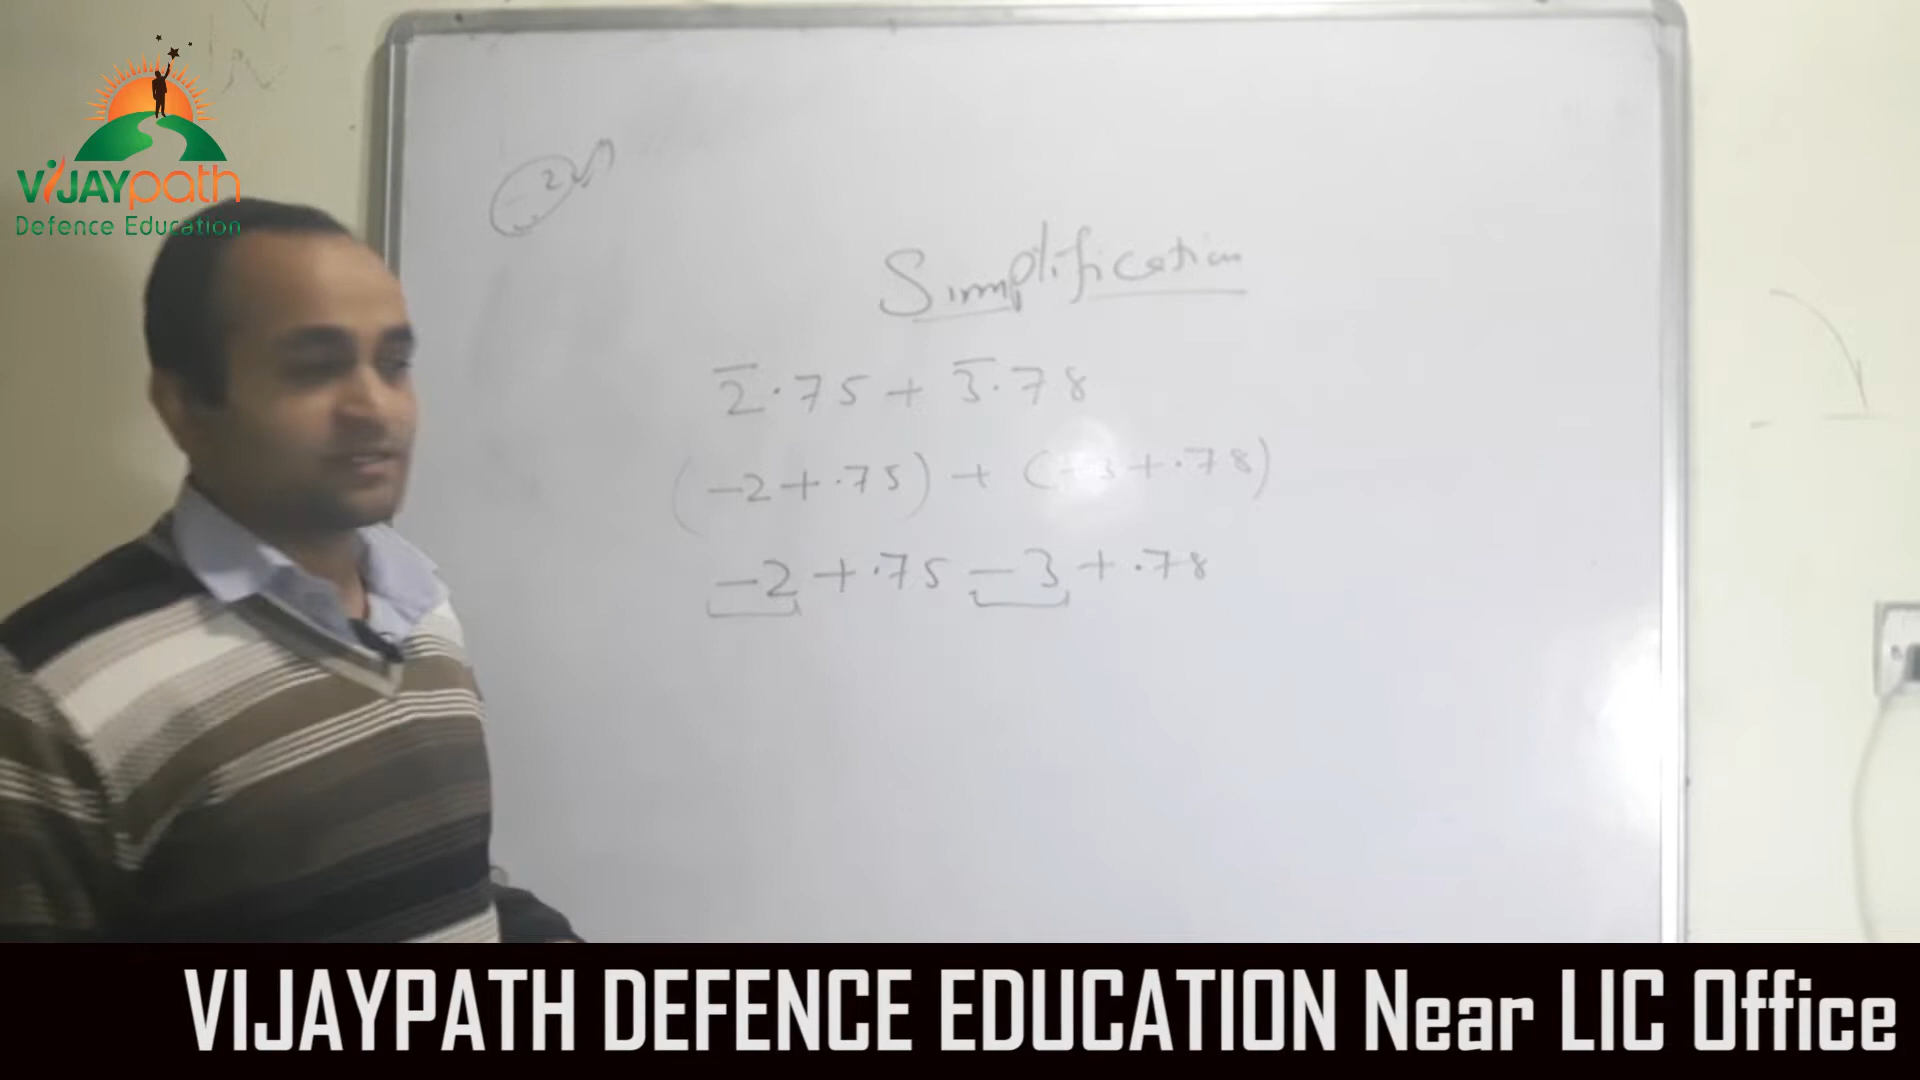 ViJAYpath
Defence Education
Simplification
2̅.75 + 3̅.78
(-2+.75) + (-3+.78)
-2+.75-3+.78
VIJAYPATH DEFENCE EDUCATION Near LIC Office